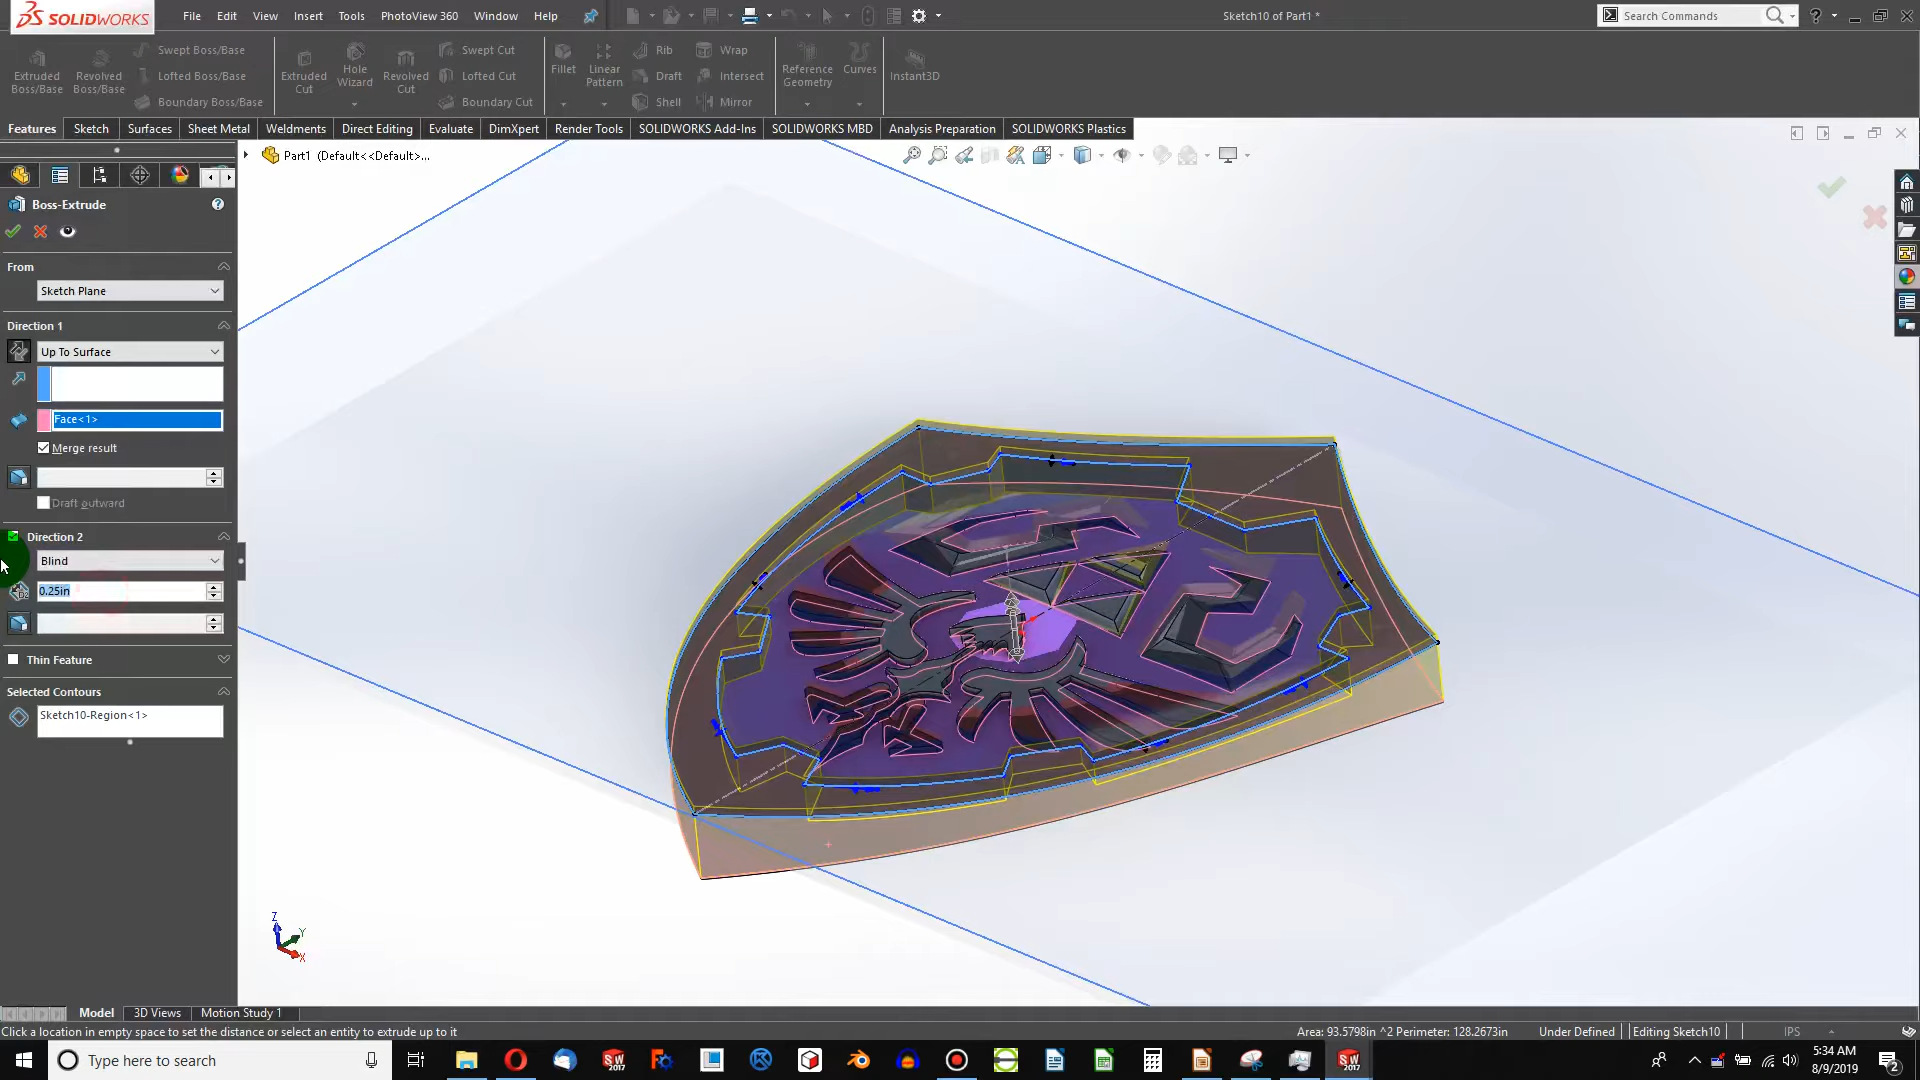 SOLIDWORKS File Edit View Insert Tools PhotoView 360 Window Help Sketch10 of Part1 * Search Commands
Extruded Boss/Base
Revolved Boss/Base
Swept Boss/Base
Lofted Boss/Base
Boundary Boss/Base
Extruded Cut
Hole Wizard
Revolved Cut
Swept Cut
Lofted Cut
Boundary Cut
Fillet
Linear Pattern
Rib
Draft
Shell
Wrap
Intersect
Mirror
Reference Geometry
Curves
Instant3D
Features Sketch Surfaces Sheet Metal Weldments Direct Editing Evaluate DimXpert Render Tools SOLIDWORKS Add-Ins SOLIDWORKS MBD Analysis Preparation SOLIDWORKS Plastics
Part1 (Default<<Default>...
Boss-Extrude
From
Sketch Plane
Direction 1
Up To Surface
Face<1>
Merge result
Draft outward
Direction 2
Blind
0.25in
Thin Feature
Selected Contours
Sketch10-Region<1>
Z
Y
X
Model 3D Views Motion Study 1
Click a location in empty space to set the distance or select an entity to extrude up to it
Area: 93.5798in ^2 Perimeter: 128.2673in Under Defined Editing Sketch10 IPS
Type here to search
SW
2017
SW
2017
5:34 AM
8/9/2019
2